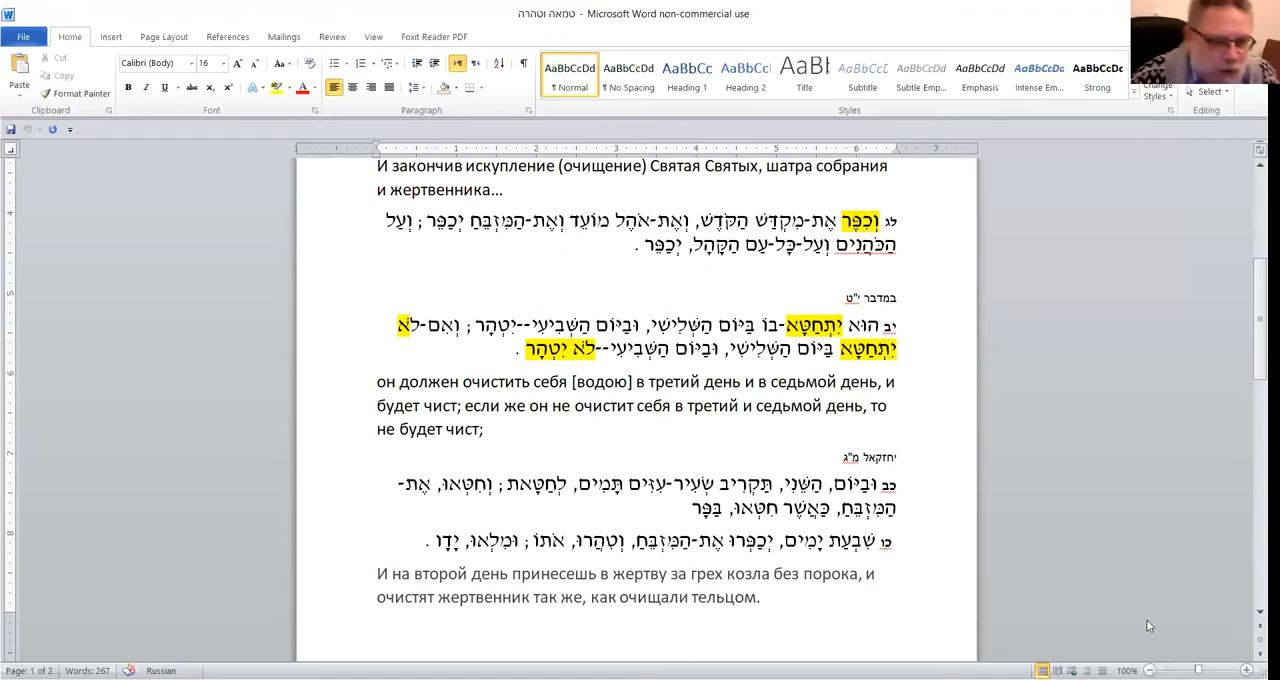 טמאה וטהרה - Microsoft Word non-commercial use
File Home Insert Page Layout References Mailings Review View Foxit Reader PDF
Paste
Cut
Copy
Format Painter
Clipboard
Calibri (Body) 16
Font
Paragraph
AaBbCcDd AaBbCcDd AaBbCc AaBbCc AaBb AaBbCcL AaBbCcDd AaBbCcDd AaBbCcDd AaBbCcDd
¶ Normal ¶ No Spacing Heading 1 Heading 2 Title Subtitle Subtle Emp... Emphasis Intense Em... Strong
Styles
Change
Styles
Select
Editing
И закончив искупление (очищение) Святая Святых, шатра собрания
и жертвенника...
לג וְכִפֶּר אֶת-מִקְדַּשׁ הַקֹּדֶשׁ, וְאֶת-אֹהֶל מוֹעֵד וְאֶת-הַמִּזְבֵּחַ יְכַפֵּר ; וְעַל
הַכֹּהֲנִים וְעַל-כָּל-עַם הַקָּהָל, יְכַפֵּר .
במדבר י"ט
יב הוּא יִתְחַטָּא-בוֹ בַּיּוֹם הַשְּׁלִישִׁי, וּבַיּוֹם הַשְּׁבִיעִי--יִטְהָר ; וְאִם-לֹא
יִתְחַטָּא בַּיּוֹם הַשְּׁלִישִׁי, וּבַיּוֹם הַשְּׁבִיעִי--לֹא יִטְהָר .
он должен очистить себя [водою] в третий день и в седьмой день, и
будет чист; если же он не очистит себя в третий и седьмой день, то
не будет чист;
יחזקאל מ"ג
כב וּבַיּוֹם, הַשֵּׁנִי, תַּקְרִיב שְׂעִיר-עִזִּים תָּמִים, לְחַטָּאת ; וְחִטְּאוּ, אֶת-
הַמִּזְבֵּחַ, כַּאֲשֶׁר חִטְּאוּ, בַּפָּר
כו שִׁבְעַת יָמִים, יְכַפְּרוּ אֶת-הַמִּזְבֵּחַ, וְטִהֲרוּ, אֹתוֹ ; וּמִלְאוּ, יָדָו .
И на второй день принесешь в жертву за грех козла без порока, и
очистят жертвенник так же, как очищали тельцом.
Page: 1 of 2 Words: 267 Russian 100%